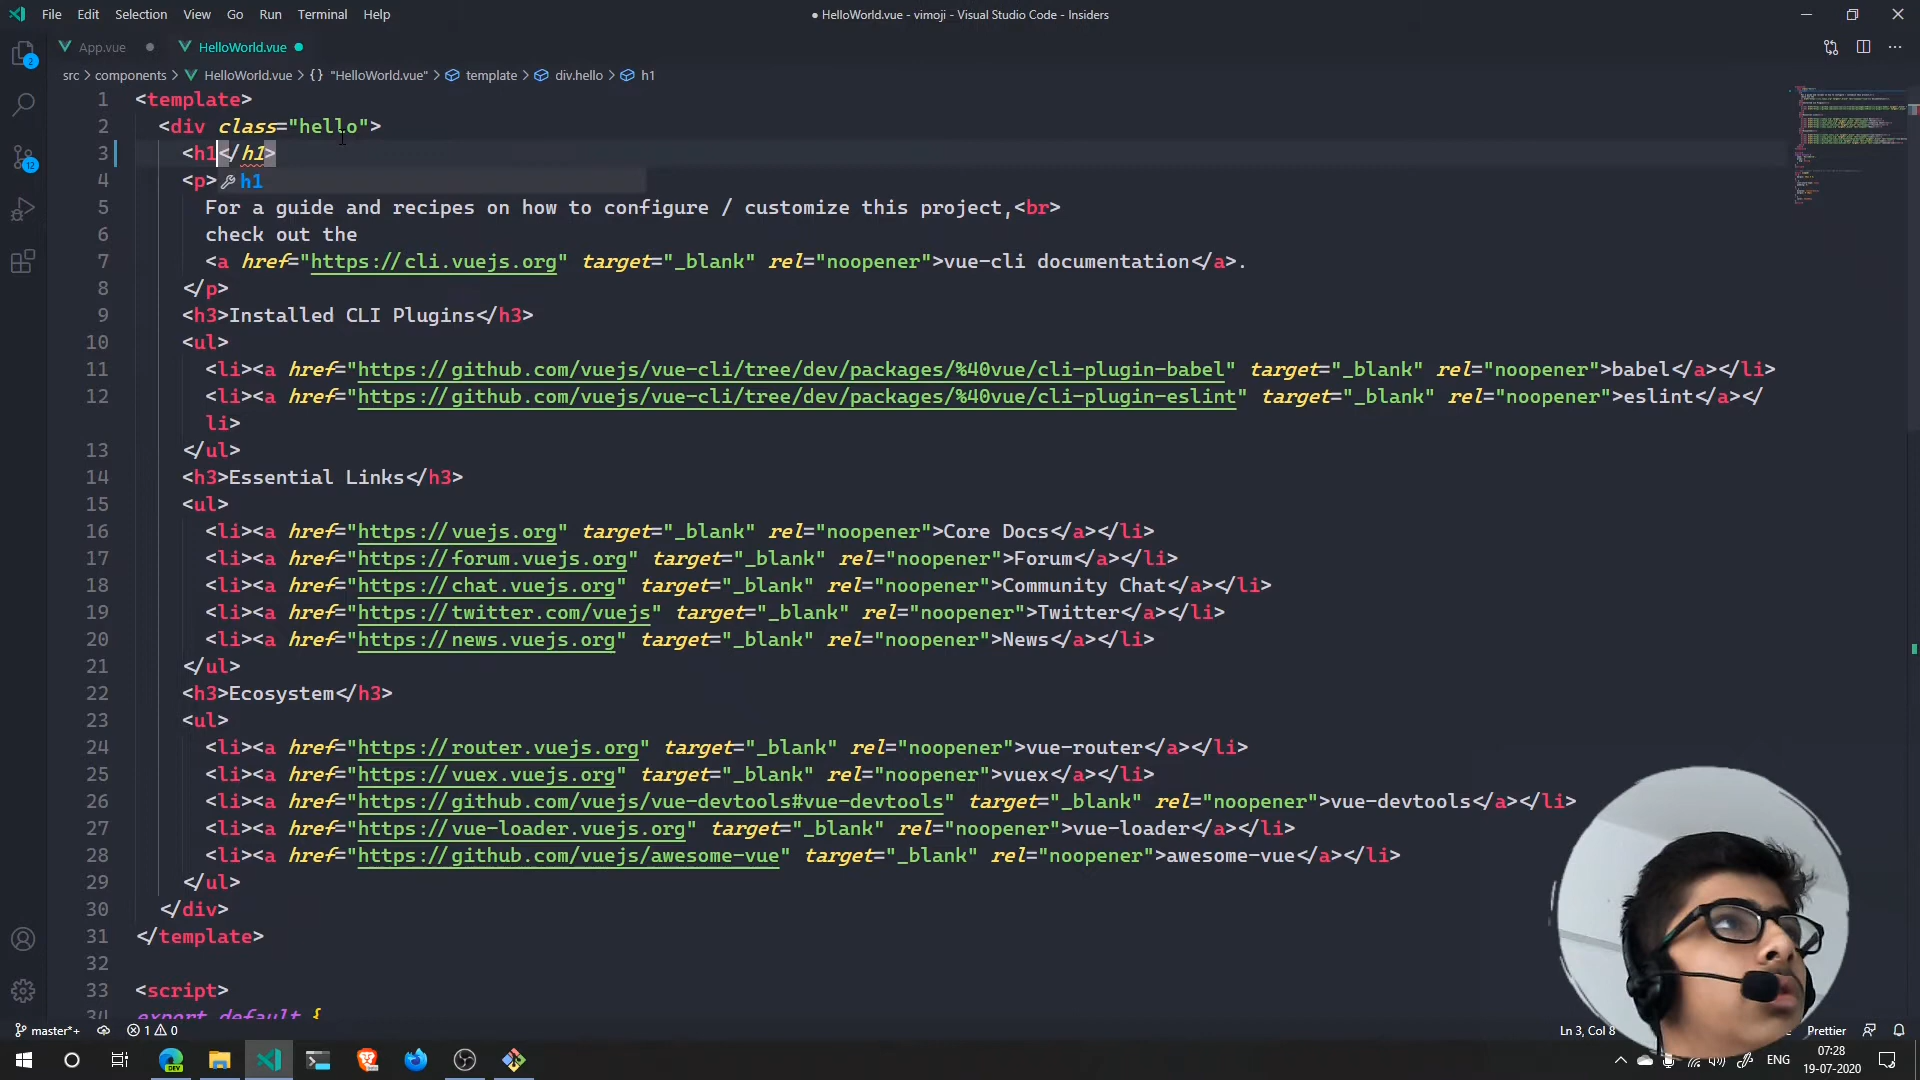 File Edit Selection View Go Run Terminal Help
● HelloWorld.vue - vimoji - Visual Studio Code - Insiders
App.vue ● HelloWorld.vue ●
src > components > HelloWorld.vue > {} "HelloWorld.vue" > template > div.hello > h1
1 <template>
2 <div class="hello">
3 <h1</h1>
4 <p> h1
5 For a guide and recipes on how to configure / customize this project,<br>
6 check out the
7 <a href="https://cli.vuejs.org" target="_blank" rel="noopener">vue-cli documentation</a>.
8 </p>
9 <h3>Installed CLI Plugins</h3>
10 <ul>
11 <li><a href="https://github.com/vuejs/vue-cli/tree/dev/packages/%40vue/cli-plugin-babel" target="_blank" rel="noopener">babel</a></li>
12 <li><a href="https://github.com/vuejs/vue-cli/tree/dev/packages/%40vue/cli-plugin-eslint" target="_blank" rel="noopener">eslint</a></
li>
13 </ul>
14 <h3>Essential Links</h3>
15 <ul>
16 <li><a href="https://vuejs.org" target="_blank" rel="noopener">Core Docs</a></li>
17 <li><a href="https://forum.vuejs.org" target="_blank" rel="noopener">Forum</a></li>
18 <li><a href="https://chat.vuejs.org" target="_blank" rel="noopener">Community Chat</a></li>
19 <li><a href="https://twitter.com/vuejs" target="_blank" rel="noopener">Twitter</a></li>
20 <li><a href="https://news.vuejs.org" target="_blank" rel="noopener">News</a></li>
21 </ul>
22 <h3>Ecosystem</h3>
23 <ul>
24 <li><a href="https://router.vuejs.org" target="_blank" rel="noopener">vue-router</a></li>
25 <li><a href="https://vuex.vuejs.org" target="_blank" rel="noopener">vuex</a></li>
26 <li><a href="https://github.com/vuejs/vue-devtools#vue-devtools" target="_blank" rel="noopener">vue-devtools</a></li>
27 <li><a href="https://vue-loader.vuejs.org" target="_blank" rel="noopener">vue-loader</a></li>
28 <li><a href="https://github.com/vuejs/awesome-vue" target="_blank" rel="noopener">awesome-vue</a></li>
29 </ul>
30 </div>
31 </template>
32
33 <script>
34 export default {
2
12
master*+ 1 0 Ln 3, Col 8 Prettier
DEV
ENG 07:28
19-07-2020